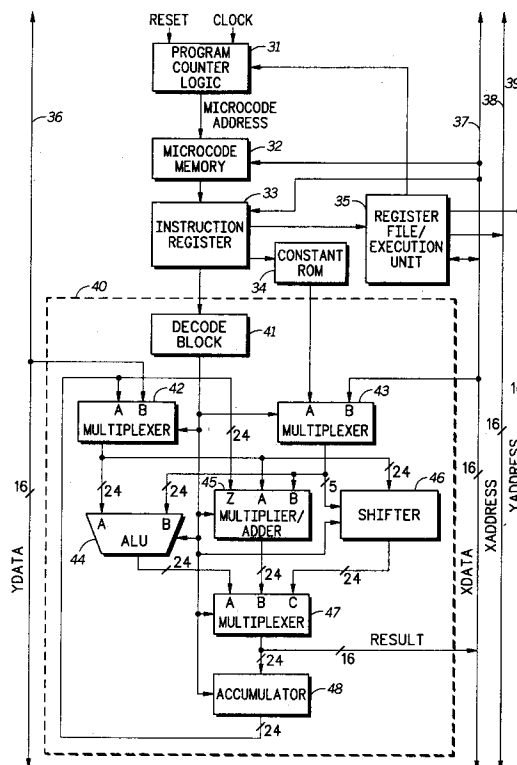 RESET CLOCK
PROGRAM COUNTER LOGIC 31
39
36
38
MICROCODE ADDRESS
37
MICROCODE MEMORY 32
33
INSTRUCTION REGISTER
35
REGISTER FILE/ EXECUTION UNIT
CONSTANT ROM
34
40
DECODE BLOCK 41
42 43
A B A B
MULTIPLEXER MULTIPLEXER
24
16 16
16
24 24 5 24
45 Z A B 46
A B MULTIPLIER/ ADDER SHIFTER
ALU
44
24 24 24
A B C
MULTIPLEXER 47
RESULT
24 16
ACCUMULATOR 48
24
YDATA
XDATA
XADDRESS
YADDRESS